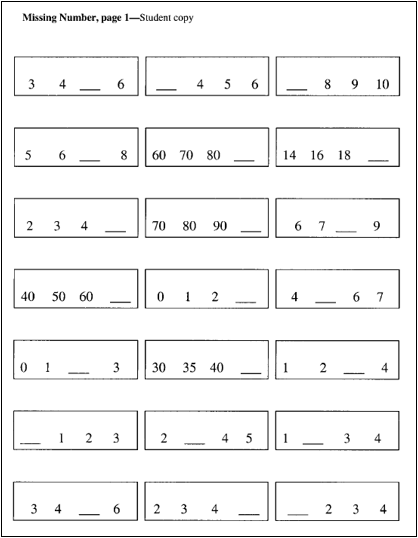 Missing Number, page 1—Student copy
3 4 ___ 6 ___ 4 5 6 ___ 8 9 10
5 6 ___ 8 60 70 80 ___ 14 16 18 ___
2 3 4 ___ 70 80 90 ___ 6 7 ___ 9
40 50 60 ___ 0 1 2 ___ 4 ___ 6 7
0 1 ___ 3 30 35 40 ___ 1 2 ___ 4
___ 1 2 3 2 ___ 4 5 1 ___ 3 4
3 4 ___ 6 2 3 4 ___ ___ 2 3 4